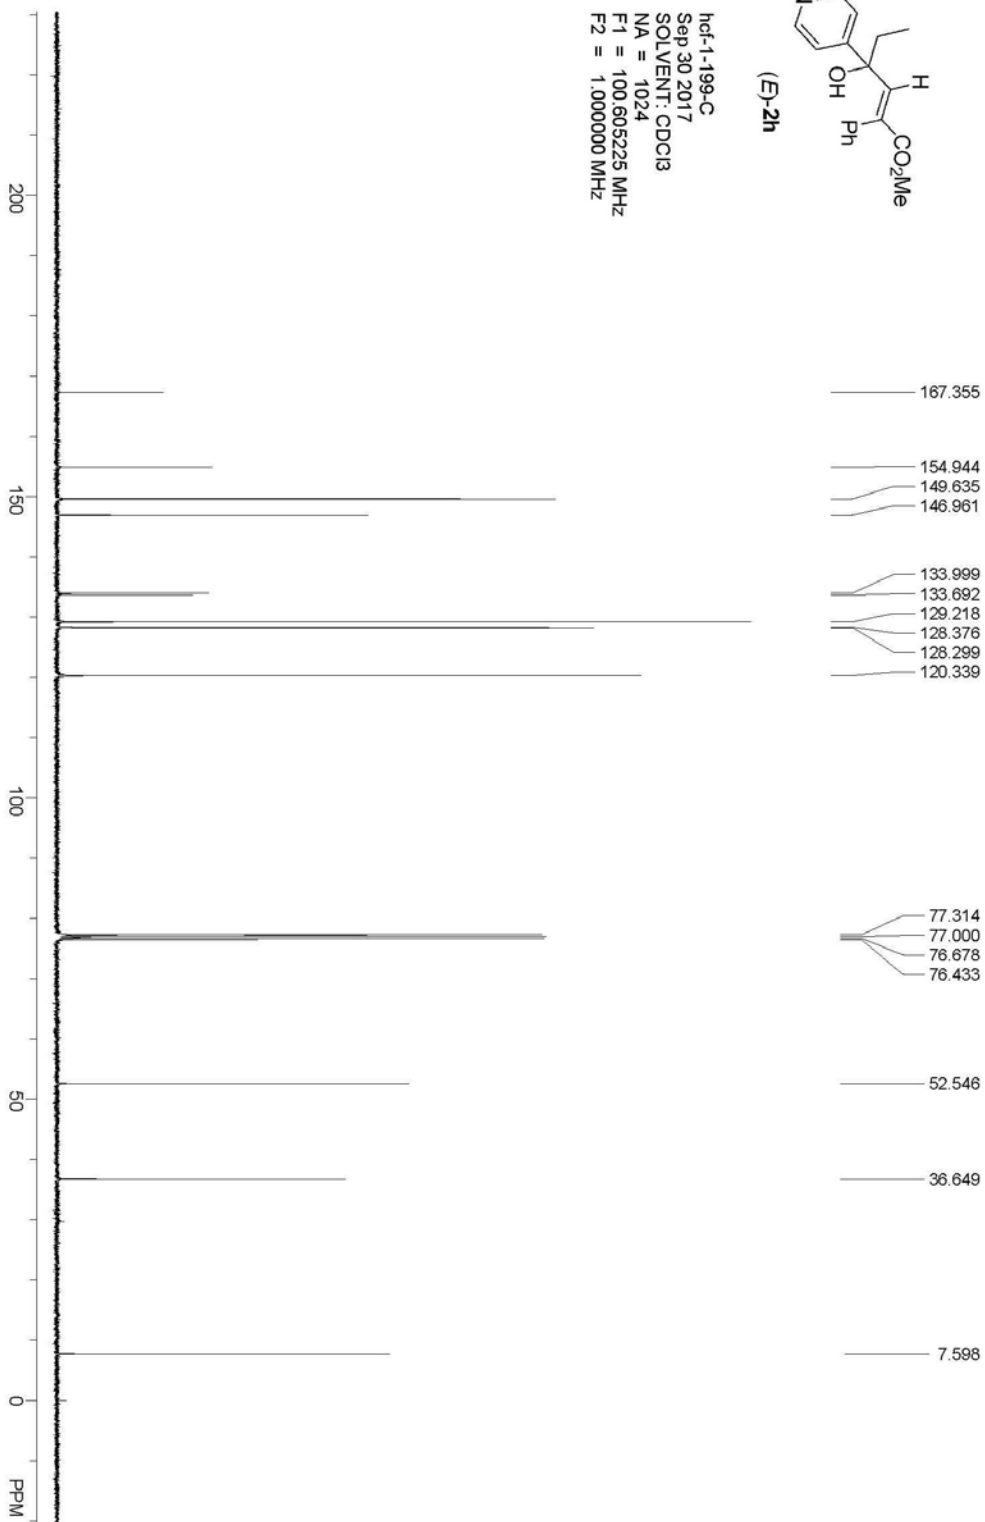 N
OH
H
Ph
CO2Me
(E)-2h
hcf-1-199-C
Sep 30 2017
SOLVENT: CDCl3
NA = 1024
F1 = 100.605225 MHz
F2 = 1.000000 MHz
167.355
154.944
149.635
146.961
133.999
133.692
129.218
128.376
128.299
120.339
77.314
77.000
76.678
76.433
52.546
36.649
7.598
200
150
100
50
0
PPM